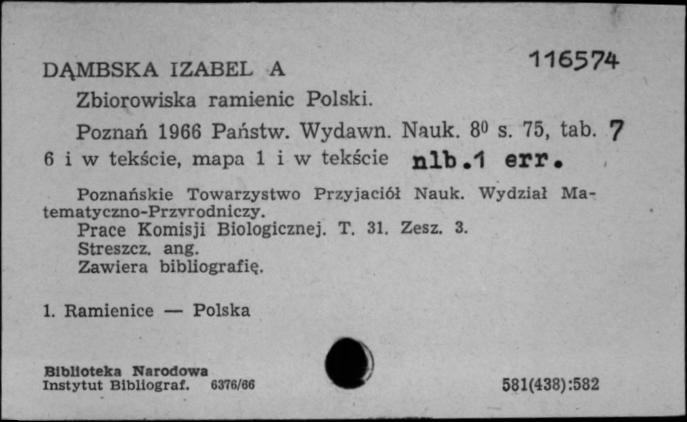 116574
DĄMBSKA IZABEL A
Zbiorowiska ramienic Polski.
Poznań 1966 Państw. Wydawn. Nauk. 8⁰ s. 75, tab. 7
6 i w tekście, mapa 1 i w tekście nlb.1 err.
Poznańskie Towarzystwo Przyjaciół Nauk. Wydział Ma-
tematyczno-Przyrodniczy.
Prace Komisji Biologicznej. T. 31. Zesz. 3.
Streszcz. ang.
Zawiera bibliografię.
1. Ramienice — Polska
Biblioteka Narodowa
Instytut Bibliograf. 6376/66
581(438):582